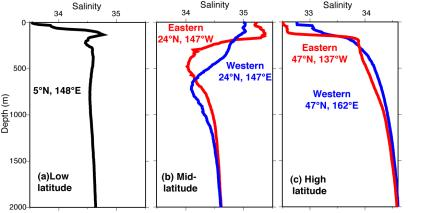 Salinity
Salinity
Salinity
34
35
34
35
33
34
0
500
1000
1500
2000
Depth (m)
5°N, 148°E
(a)Low
latitude
Eastern
24°N, 147°W
Western
24°N, 147°E
(b) Mid-
latitude
Eastern
47°N, 137°W
Western
47°N, 162°E
(c) High
latitude